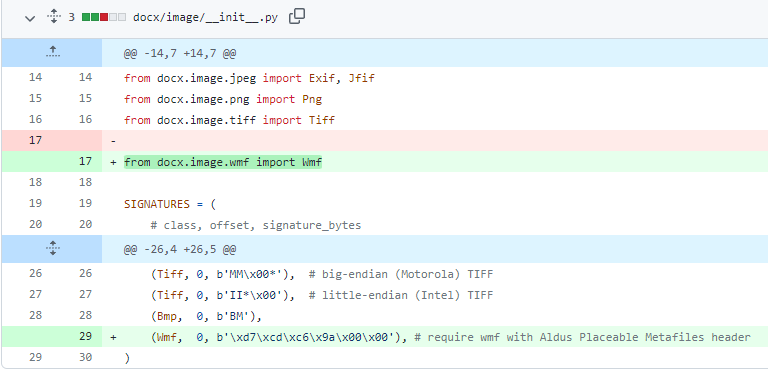 3 docx/image/__init__.py
@@ -14,7 +14,7 @@
14 14 from docx.image.jpeg import Exif, Jfif
15 15 from docx.image.png import Png
16 16 from docx.image.tiff import Tiff
17 -
17 + from docx.image.wmf import Wmf
18 18
19 19 SIGNATURES = (
20 20 # class, offset, signature_bytes
@@ -26,4 +26,5 @@
26 26 (Tiff, 0, b'MM\x00*'), # big-endian (Motorola) TIFF
27 27 (Tiff, 0, b'II*\x00'), # little-endian (Intel) TIFF
28 28 (Bmp, 0, b'BM'),
29 + (Wmf, 0, b'\xd7\xcd\xc6\x9a\x00\x00'), # require wmf with Aldus Placeable Metafiles header
29 30 )